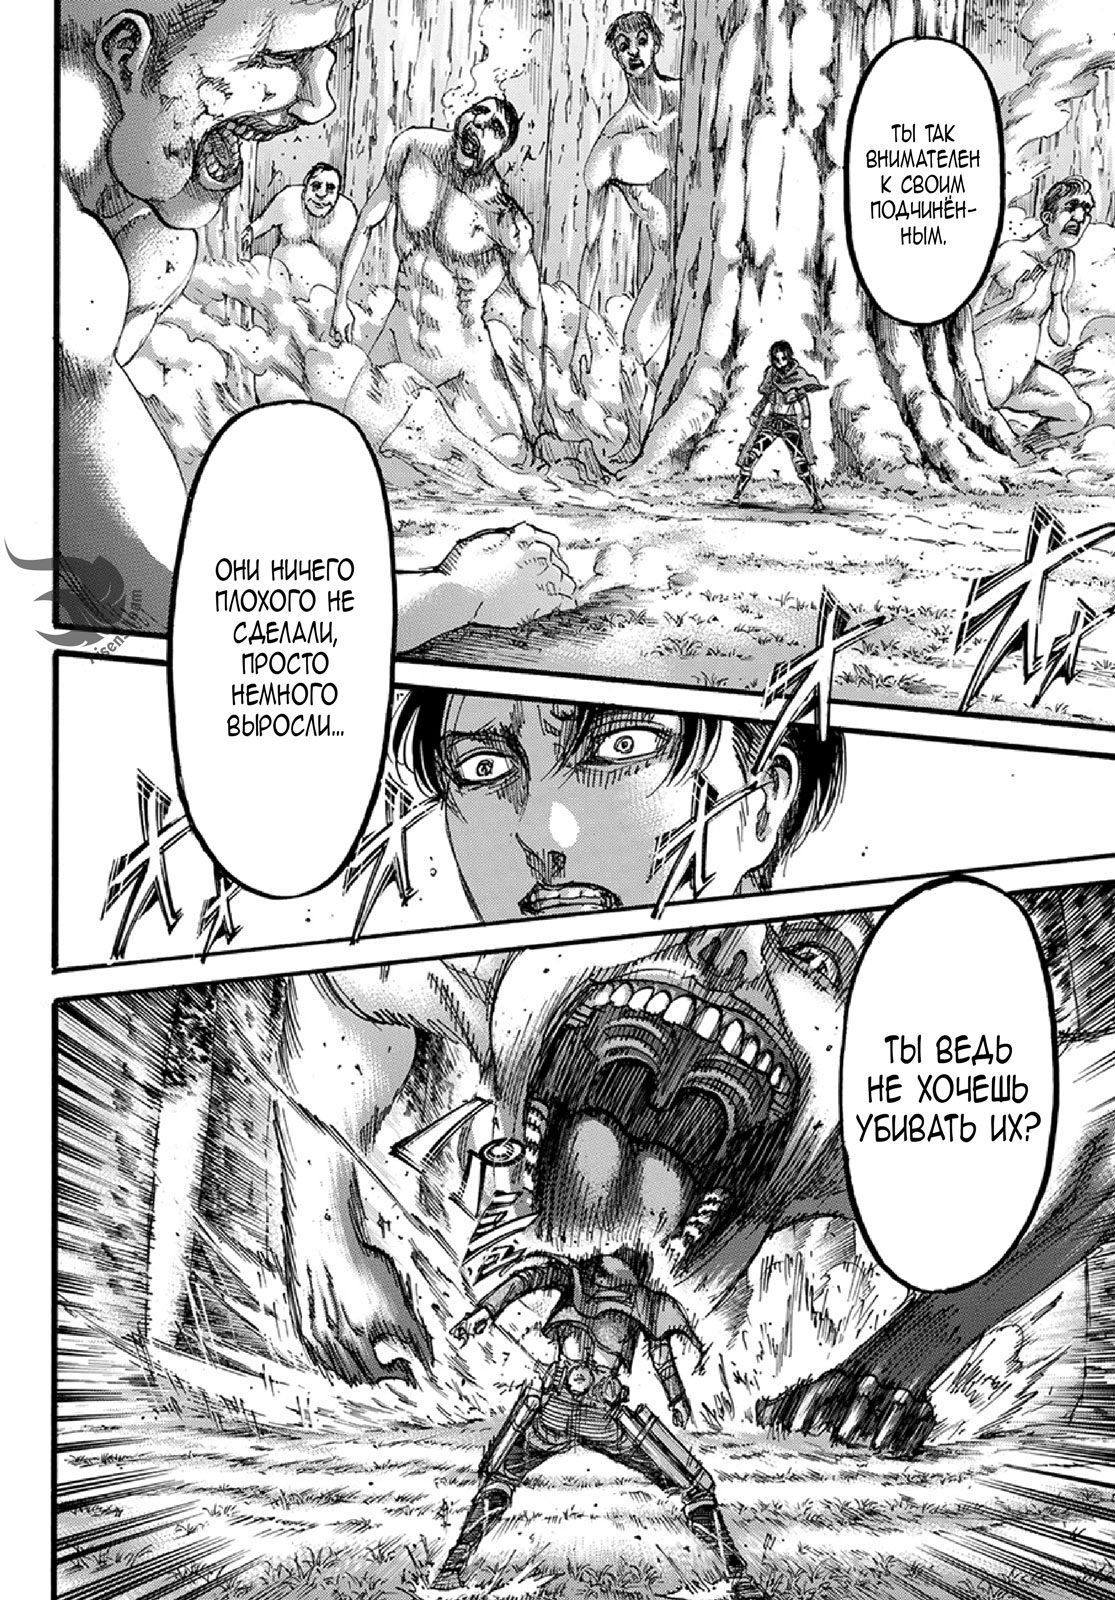 ТЫ ТАК
ВНИМАТЕЛЕН
К СВОИМ
ПОДЧИНЁН-
НЫМ.
ОНИ НИЧЕГО
ПЛОХОГО НЕ
СДЕЛАЛИ,
ПРОСТО
НЕМНОГО
ВЫРОСЛИ...
ТЫ ВЕДЬ
НЕ ХОЧЕШЬ
УБИВАТЬ ИХ?